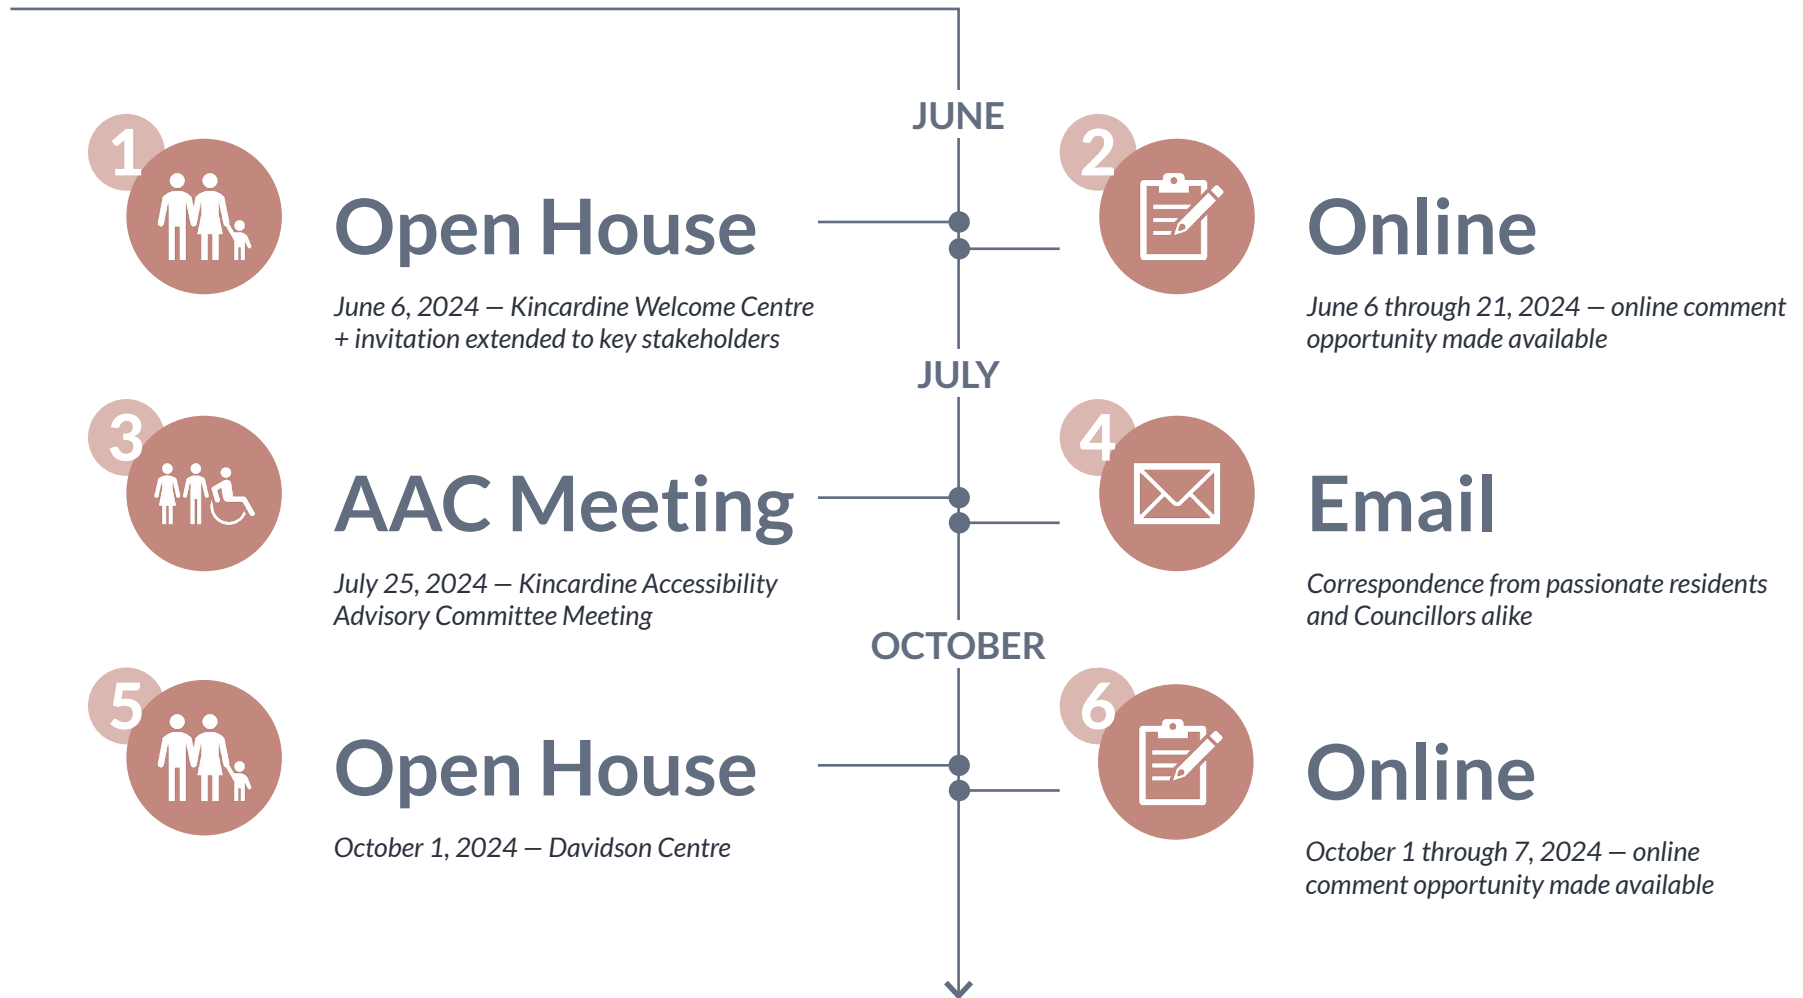 JUNE
1
Open House
June 6, 2024 — Kincardine Welcome Centre
+ invitation extended to key stakeholders
2
Online
June 6 through 21, 2024 — online comment
opportunity made available
JULY
3
AAC Meeting
July 25, 2024 — Kincardine Accessibility
Advisory Committee Meeting
4
Email
Correspondence from passionate residents
and Councillors alike
OCTOBER
5
Open House
October 1, 2024 — Davidson Centre
6
Online
October 1 through 7, 2024 — online
comment opportunity made available